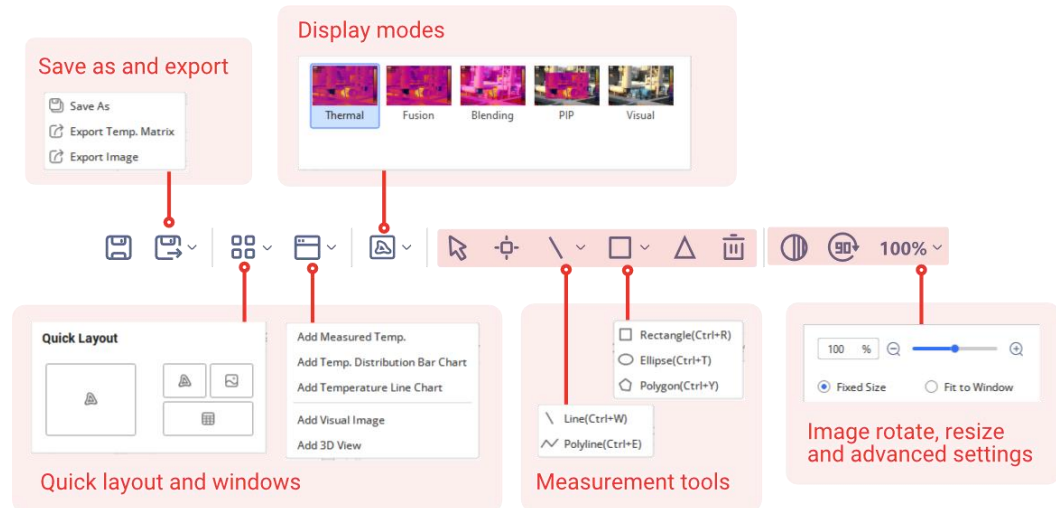 Display modes
Save as and export
Save As
Export Temp. Matrix
Export Image
Thermal
Fusion
Blending
PIP
Visual
90
100%
Quick Layout
Add Measured Temp.
Add Temp. Distribution Bar Chart
Add Temperature Line Chart
Add Visual Image
Add 3D View
Quick layout and windows
Rectangle(Ctrl+R)
Ellipse(Ctrl+T)
Polygon(Ctrl+Y)
Line(Ctrl+W)
Polyline(Ctrl+E)
Measurement tools
100 %
Fixed Size
Fit to Window
Image rotate, resize
and advanced settings